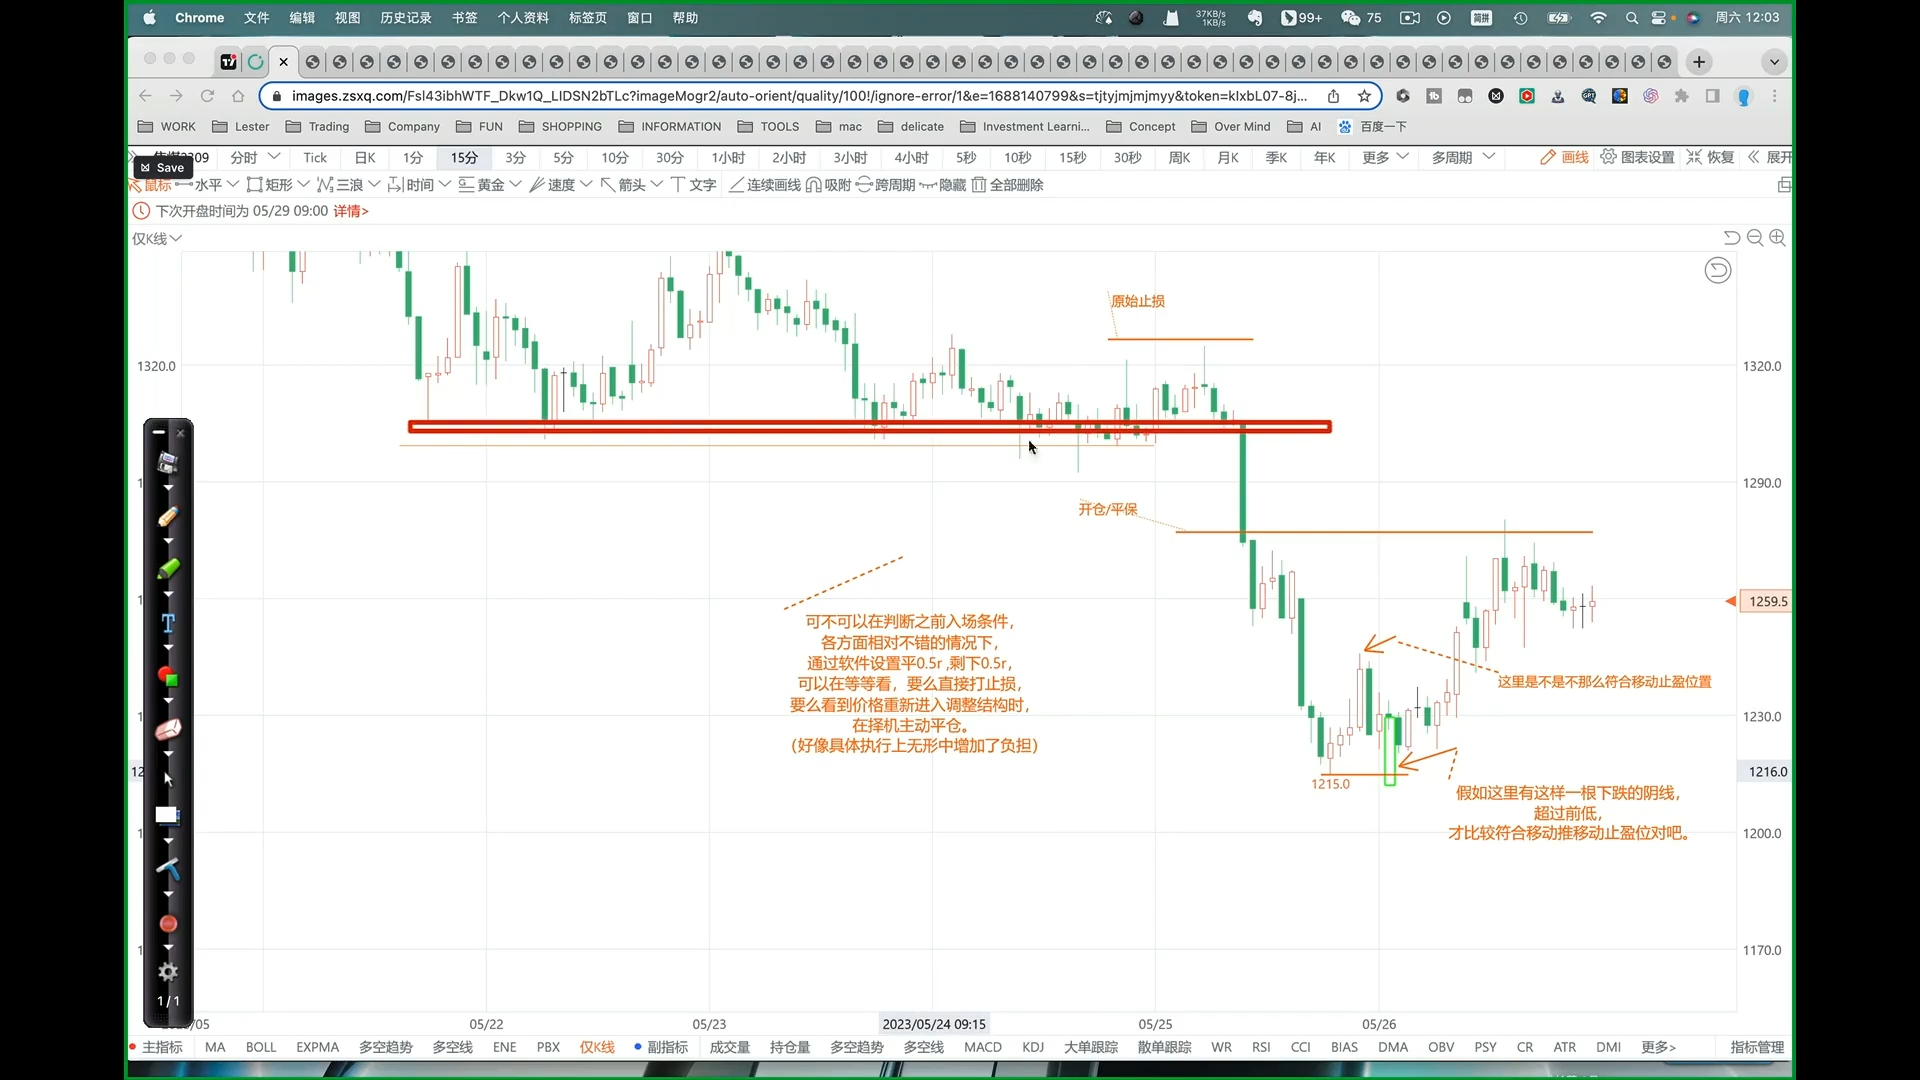 Chrome 文件 编辑 视图 历史记录 书签 个人资料 标签页 窗口 帮助 37KB/s 1KB/s 99+ 75 简拼 周六 12:03
images.zsxq.com/Fsl43ibhWTF_Dkw1Q_LIDSN2bTLc?imageMogr2/auto-orient/quality/100!/ignore-error/1&e=1688140799&s=tjtyjmjmjmyy&token=kIxbL07-8j...
WORK Lester Trading Company FUN SHOPPING INFORMATION TOOLS mac delicate Investment Learni... Concept Over Mind AI 百度一下
2309 分时 Tick 日K 1分 15分 3分 5分 10分 30分 1小时 2小时 3小时 4小时 5秒 10秒 15秒 30秒 周K 月K 季K 年K 更多 多周期 画线 图表设置 恢复 展开
Save
鼠标 水平 矩形 三浪 时间 黄金 速度 箭头 文字 连续画线 吸附 跨周期 隐藏 全部删除
下次开盘时间为 05/29 09:00 详情>
仅K线
原始止损
1320.0 1320.0
1290.0
开仓/平保
1259.5
可不可以在判断之前入场条件，
各方面相对不错的情况下，
通过软件设置平0.5r ,剩下0.5r，
可以在等等看，要么直接打止损，
要么看到价格重新进入调整结构时，
在择机主动平仓。
（好像具体执行上无形中增加了负担）
这里是不是不那么符合移动止盈位置
1230.0
1216.0
1215.0
假如这里有这样一根下跌的阴线，
超过前低，
才比较符合移动推移动止盈位对吧。
1200.0
1170.0
1/1
/05 05/22 05/23 2023/05/24 09:15 05/25 05/26
主指标 MA BOLL EXPMA 多空趋势 多空线 ENE PBX 仅K线 副指标 成交量 持仓量 多空趋势 多空线 MACD KDJ 大单跟踪 散单跟踪 WR RSI CCI BIAS DMA OBV PSY CR ATR DMI 更多> 指标管理